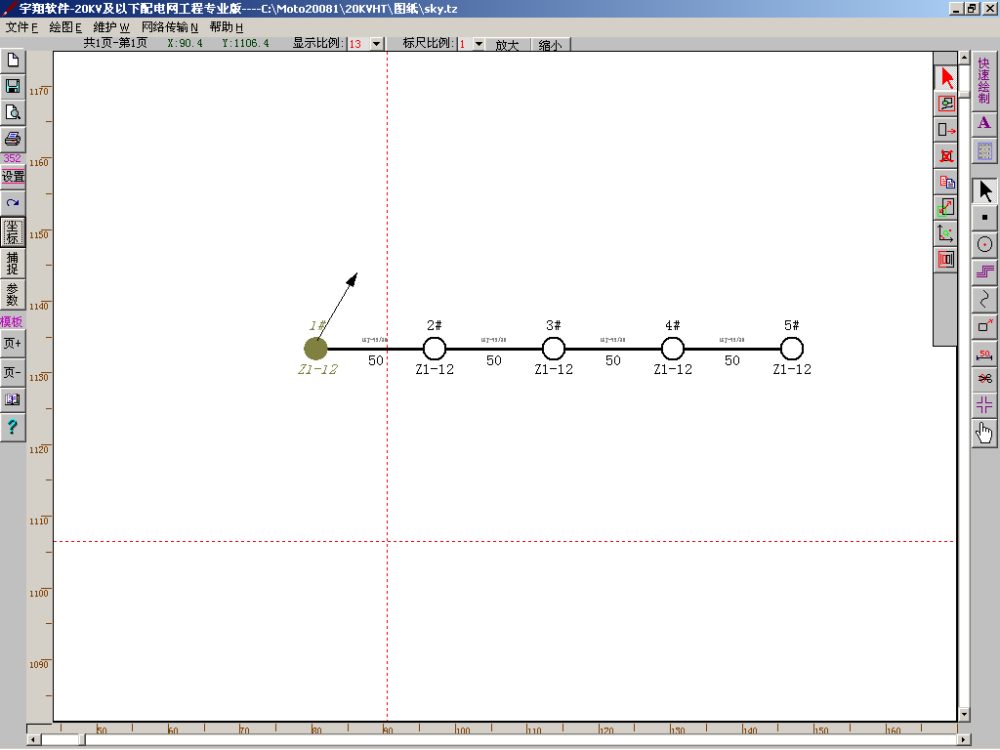 宇翔软件-20KV及以下配电网工程专业版----C:\Moto20081\20KVHT\图纸\sky.tz
文件F 绘图E 维护W 网络传输N 帮助H
共1页-第1页 X:90.4 Y:1106.4 显示比例: 13 标尺比例: 1 放大 缩小
352
设置
坐标
捕捉
参数
模板
页+
页-
?
1170
1160
1150
1140
1130
1120
1110
1100
1090
1# 2# 3# 4# 5#
50 50 50 50
Z1-12 Z1-12 Z1-12 Z1-12 Z1-12
快速绘制
A
50
50 60 70 80 90 100 110 120 130 140 150 160